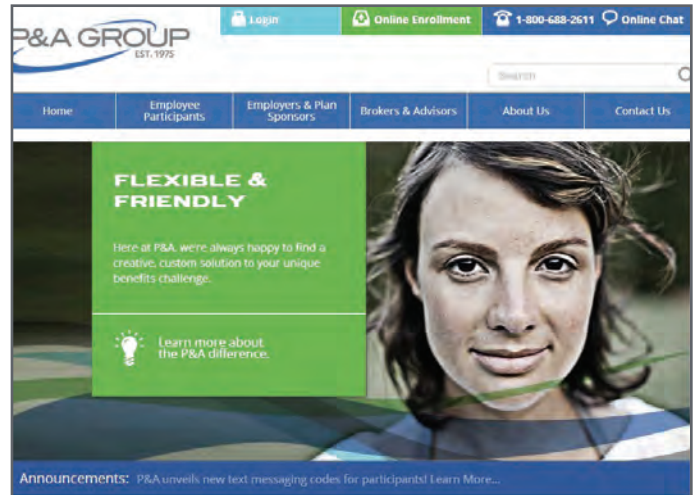 Login
Online Enrollment
1-800-688-2611
Online Chat
P&A GROUP
EST. 1975
Search
Home
Employee
Participants
Employers & Plan
Sponsors
Brokers & Advisors
About Us
Contact Us
FLEXIBLE &
FRIENDLY
Here at P&A, we're always happy to find a
creative, custom solution to your unique
benefits challenge.
Learn more about
the P&A difference.
Announcements: P&A unveils new text messaging codes for participants! Learn More...